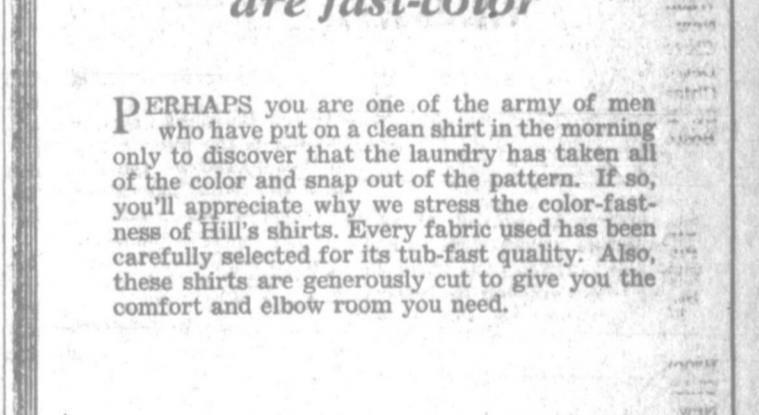 are fast-color
PERHAPS you are one of the army of men
who have put on a clean shirt in the morning
only to discover that the laundry has taken all
of the color and snap out of the pattern. If so,
you'll appreciate why we stress the color-fast-
ness of Hill's shirts. Every fabric used has been
carefully selected for its tub-fast quality. Also,
these shirts are generously cut to give you the
comfort and elbow room you need.